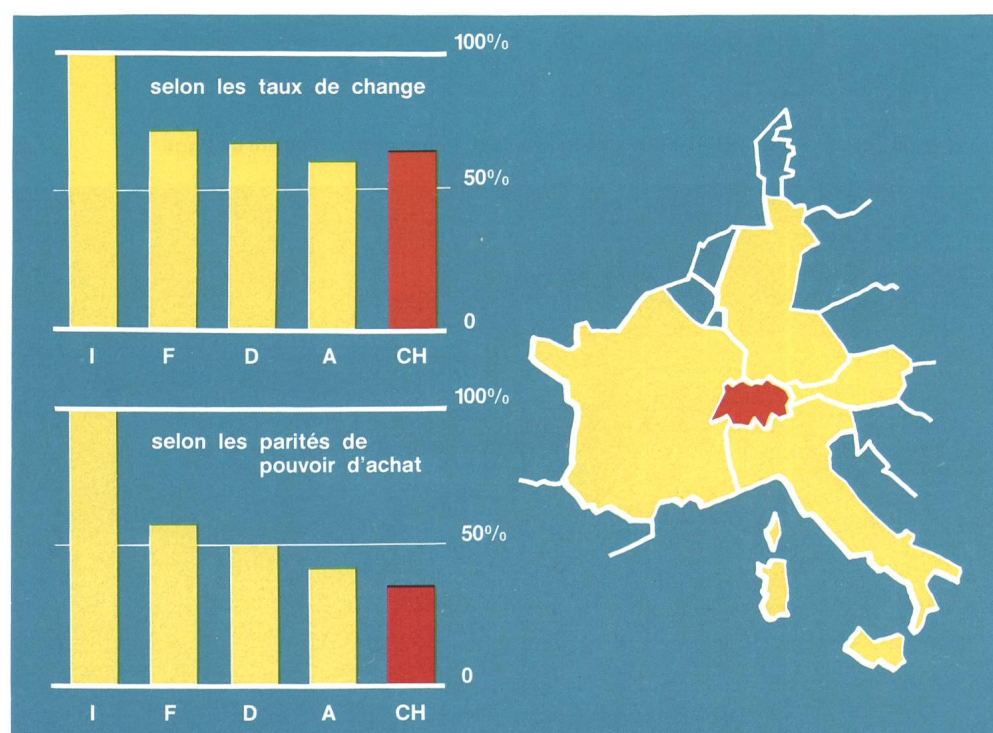 100%
selon les taux de change
50%
0
I F D A CH
100%
selon les parités de
pouvoir d'achat
50%
0
I F D A CH